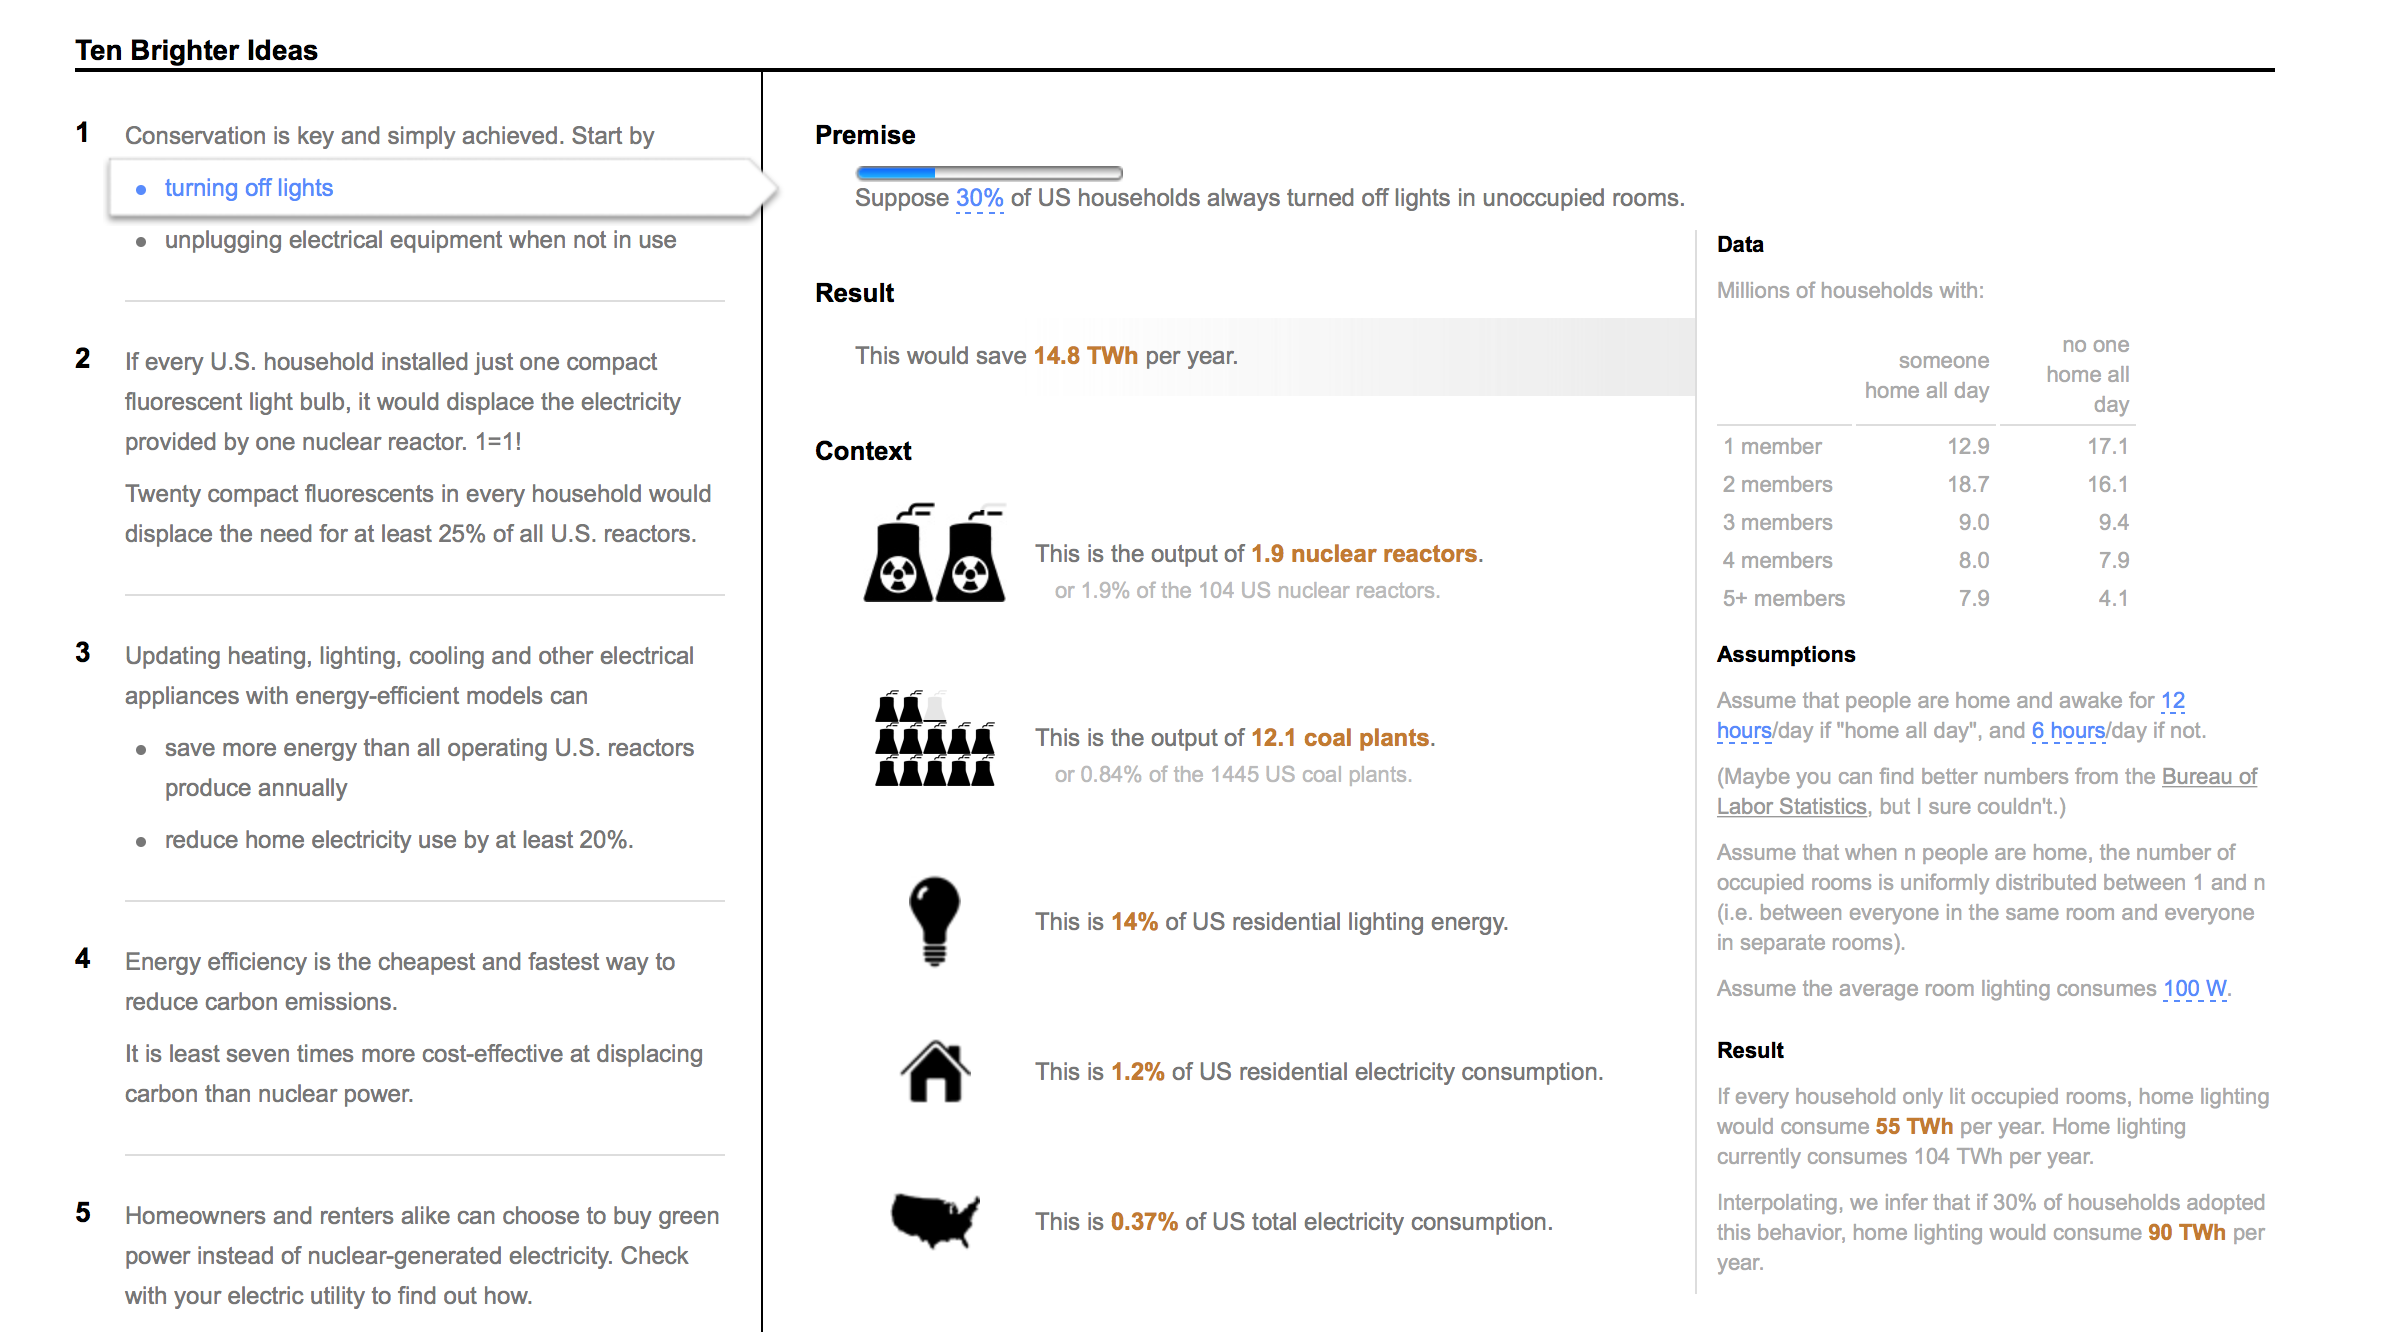 Ten Brighter Ideas
1
Conservation is key and simply achieved. Start by
turning off lights
unplugging electrical equipment when not in use
2
If every U.S. household installed just one compact
fluorescent light bulb, it would displace the electricity
provided by one nuclear reactor. 1=1!
Twenty compact fluorescents in every household would
displace the need for at least 25% of all U.S. reactors.
3
Updating heating, lighting, cooling and other electrical
appliances with energy-efficient models can
save more energy than all operating U.S. reactors
produce annually
reduce home electricity use by at least 20%.
4
Energy efficiency is the cheapest and fastest way to
reduce carbon emissions.
It is least seven times more cost-effective at displacing
carbon than nuclear power.
5
Homeowners and renters alike can choose to buy green
power instead of nuclear-generated electricity. Check
with your electric utility to find out how.
Premise
Suppose 30% of US households always turned off lights in unoccupied rooms.
Result
This would save 14.8 TWh per year.
Context
This is the output of 1.9 nuclear reactors.
or 1.9% of the 104 US nuclear reactors.
This is the output of 12.1 coal plants.
or 0.84% of the 1445 US coal plants.
This is 14% of US residential lighting energy.
This is 1.2% of US residential electricity consumption.
This is 0.37% of US total electricity consumption.
Data
Millions of households with:
someone
home all day
no one
home all
day
1 member 12.9 17.1
2 members 18.7 16.1
3 members 9.0 9.4
4 members 8.0 7.9
5+ members 7.9 4.1
Assumptions
Assume that people are home and awake for 12
hours/day if "home all day", and 6 hours/day if not.
(Maybe you can find better numbers from the Bureau of
Labor Statistics, but I sure couldn't.)
Assume that when n people are home, the number of
occupied rooms is uniformly distributed between 1 and n
(i.e. between everyone in the same room and everyone
in separate rooms).
Assume the average room lighting consumes 100 W.
Result
If every household only lit occupied rooms, home lighting
would consume 55 TWh per year. Home lighting
currently consumes 104 TWh per year.
Interpolating, we infer that if 30% of households adopted
this behavior, home lighting would consume 90 TWh per
year.